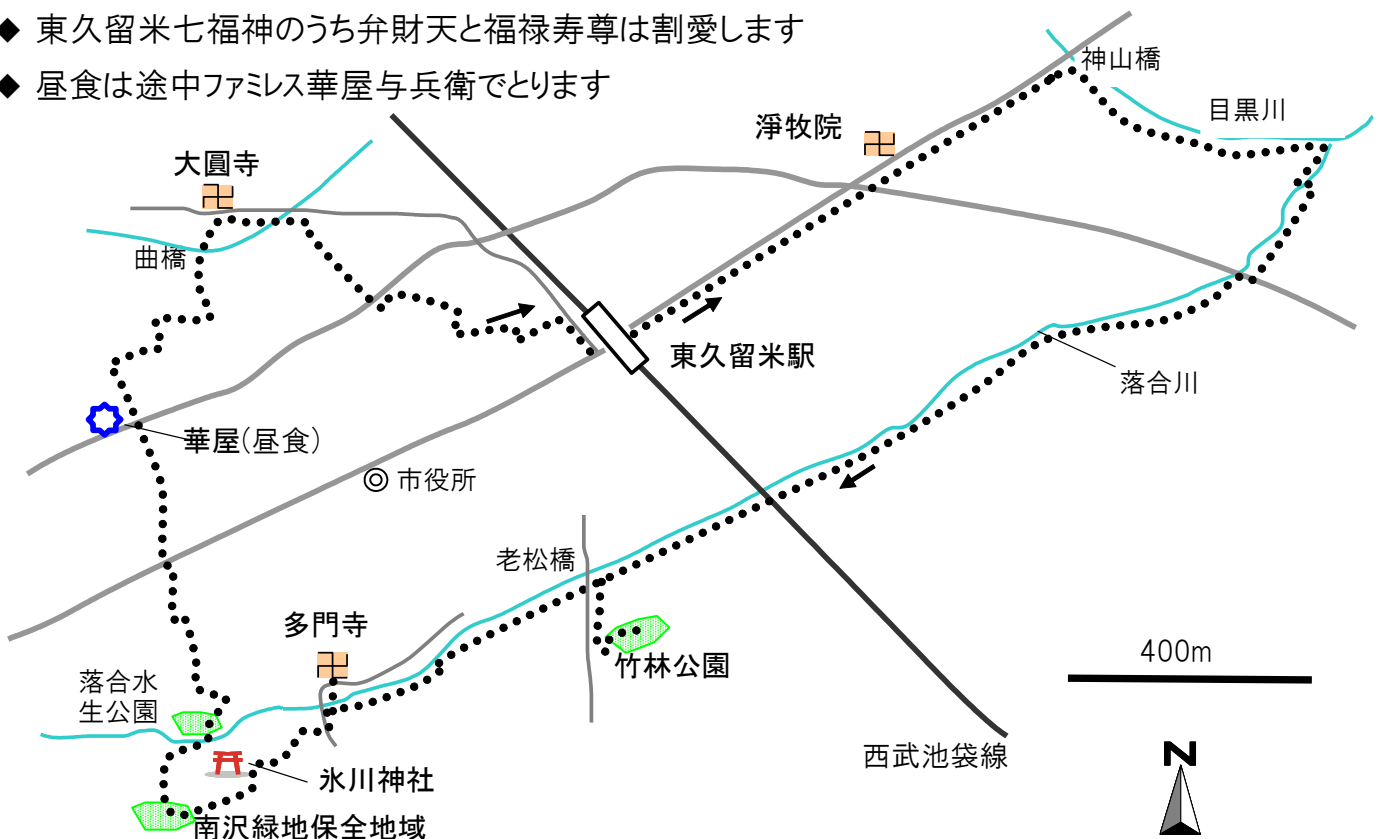 ◆ 東久留米七福神のうち弁財天と福禄寿尊は割愛します
◆ 昼食は途中ファミレス華屋与兵衛でとります
神山橋
目黒川
淨牧院
大圓寺
曲橋
東久留米駅
落合川
華屋(昼食)
市役所
老松橋
多門寺
竹林公園
400m
落合水
生公園
西武池袋線
N
氷川神社
南沢緑地保全地域